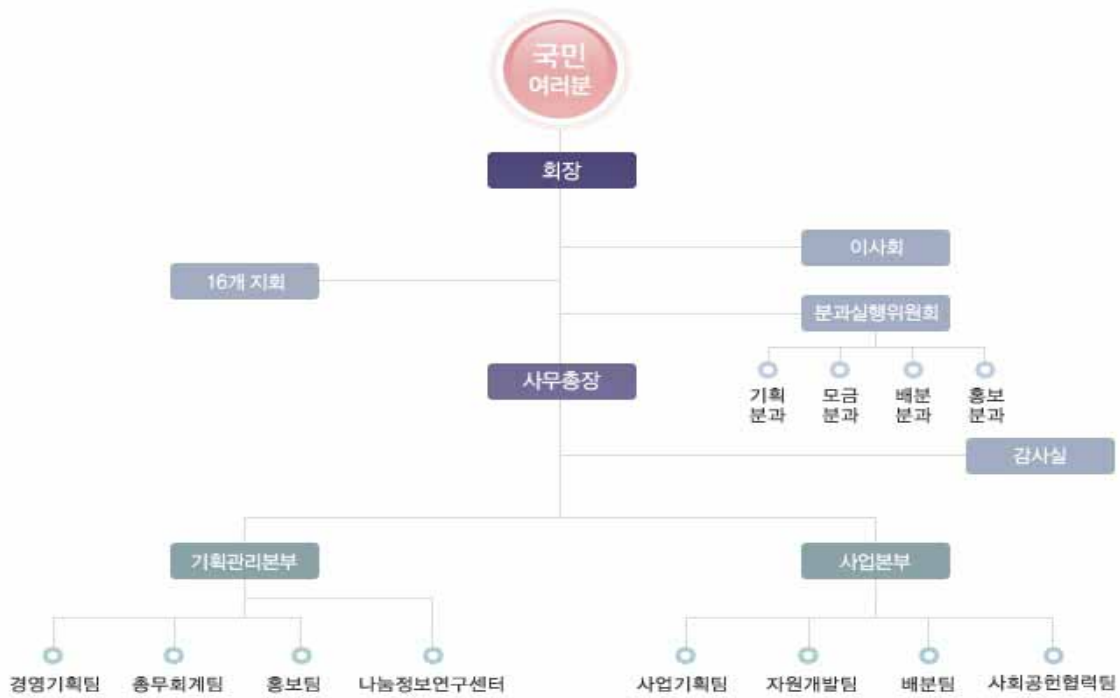 국민
여러분
회장
이사회
16개 지회
분과실행위원회
사무총장
기획
분과
모금
분과
배분
분과
홍보
분과
감사실
기획관리본부
사업본부
경영기획팀
총무회계팀
홍보팀
나눔정보연구센터
사업기획팀
자원개발팀
배분팀
사회공헌협력팀